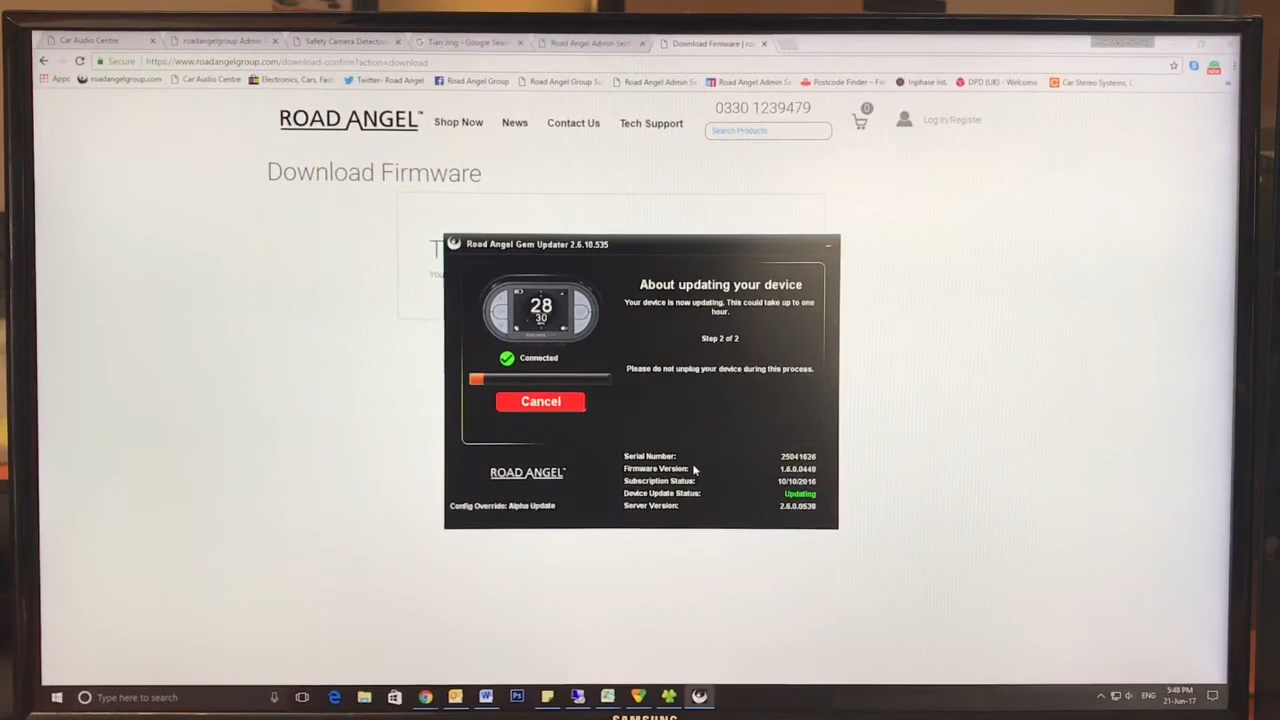 Car Audio Centre
roadangelgroup Admin
Safety Camera Detector
Tian Jing - Google Sear
Road Angel Admin Sect
Download Firmware | ro
Secure
https://www.roadangelgroup.com/download-confirm?action=download
Apps
roadangelgroup.com
Car Audio Centre
Electronics, Cars, Fash
Twitter- Road Angel
Road Angel Group
Road Angel Group Su
Road Angel Admin Se
Road Angel Admin Se
Postcode Finder - Fi
Inphase Int.
DPD (UK) - Welcome
Car Stereo Systems, C
ROAD ANGEL™
Shop Now
News
Contact Us
Tech Support
0330 1239479
Search Products
0
Log in/Register
Download Firmware
T
You
Road Angel Gem Updater 2.6.10.535
28
30
Connected
Cancel
About updating your device
Your device is now updating. This could take up to one
hour.
Step 2 of 2
Please do not unplug your device during this process.
ROAD ANGEL™
Config Override: Alpha Update
Serial Number: 25041626
Firmware Version: 1.6.0.0449
Subscription Status: 10/10/2016
Device Update Status: Updating
Server Version: 2.6.0.0538
Type here to search
ENG
5:48 PM
21-Jun-17
SAMSUNG